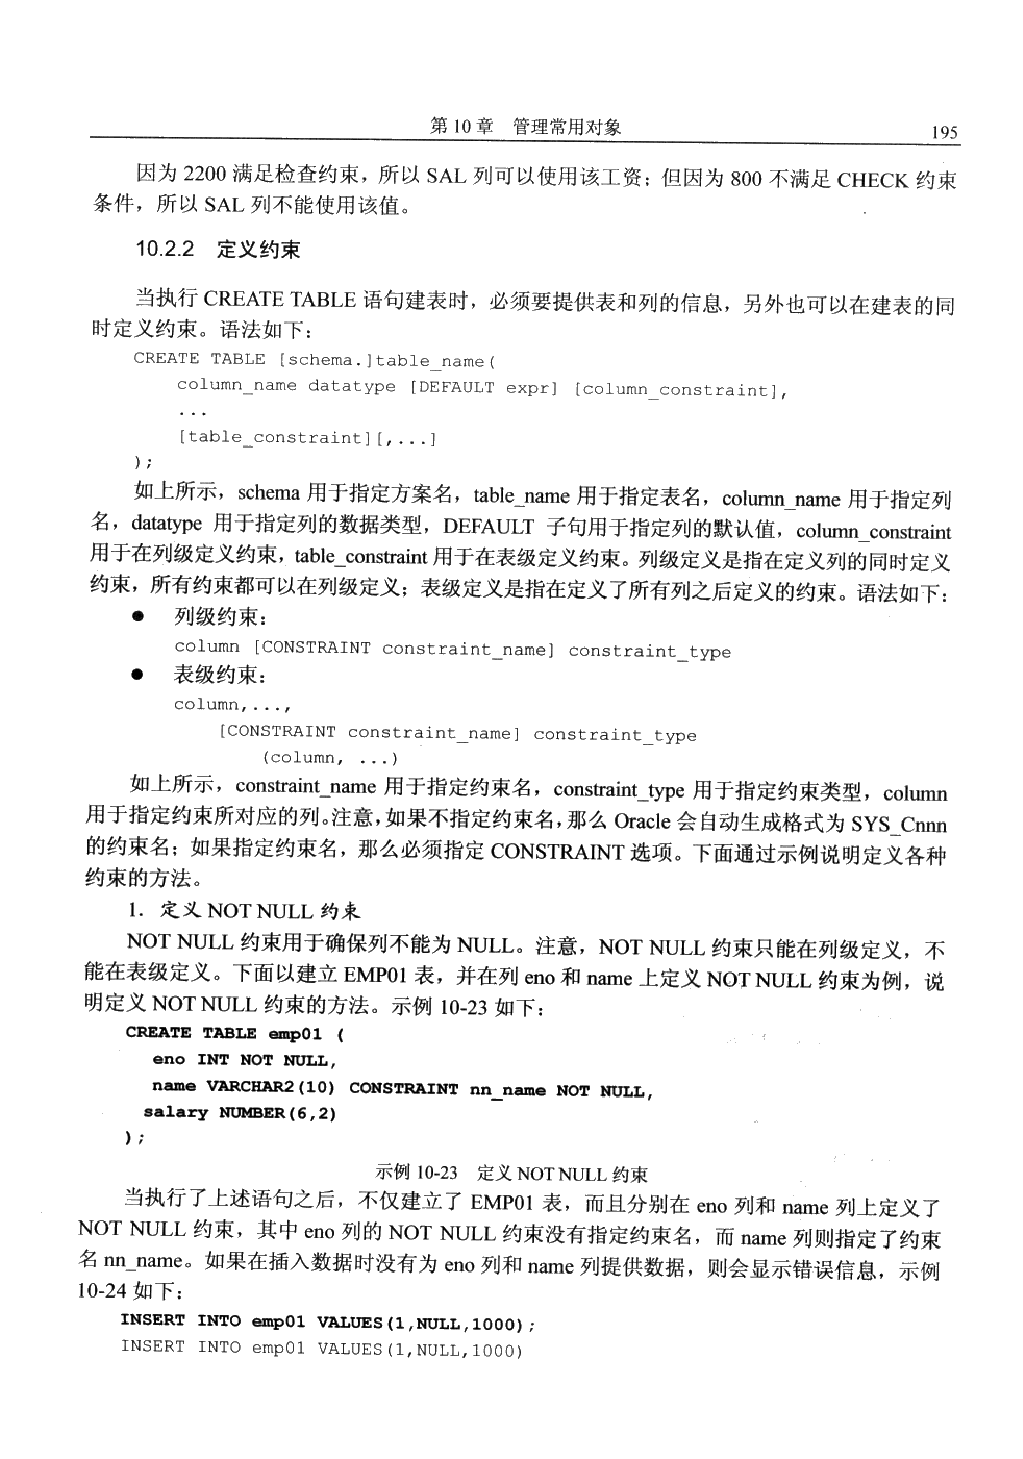 第 10 章 管理常用对象 195
因为 2200 满足检查约束，所以 SAL 列可以使用该工资；但因为 800 不满足 CHECK 约束
条件，所以 SAL 列不能使用该值。
10.2.2 定义约束
当执行 CREATE TABLE 语句建表时，必须要提供表和列的信息，另外也可以在建表的同
时定义约束。语法如下：
CREATE TABLE [schema.]table_name(
column_name datatype [DEFAULT expr] [column_constraint],
...
[table_constraint][,...]
);
如上所示，schema 用于指定方案名，table_name 用于指定表名，column_name 用于指定列
名，datatype 用于指定列的数据类型，DEFAULT 子句用于指定列的默认值，column_constraint
用于在列级定义约束，table_constraint 用于在表级定义约束。列级定义是指在定义列的同时定义
约束，所有约束都可以在列级定义；表级定义是指在定义了所有列之后定义的约束。语法如下：
● 列级约束：
column [CONSTRAINT constraint_name] constraint_type
● 表级约束：
column,...,
[CONSTRAINT constraint_name] constraint_type
(column, ...)
如上所示，constraint_name 用于指定约束名，constraint_type 用于指定约束类型，column
用于指定约束所对应的列。注意，如果不指定约束名，那么 Oracle 会自动生成格式为 SYS_Cnnn
的约束名；如果指定约束名，那么必须指定 CONSTRAINT 选项。下面通过示例说明定义各种
约束的方法。
1．定义 NOT NULL 约束
NOT NULL 约束用于确保列不能为 NULL。注意，NOT NULL 约束只能在列级定义，不
能在表级定义。下面以建立 EMP01 表，并在列 eno 和 name 上定义 NOT NULL 约束为例，说
明定义 NOT NULL 约束的方法。示例 10-23 如下：
CREATE TABLE emp01 (
eno INT NOT NULL,
name VARCHAR2(10) CONSTRAINT nn_name NOT NULL,
salary NUMBER(6,2)
);
示例 10-23 定义 NOT NULL 约束
当执行了上述语句之后，不仅建立了 EMP01 表，而且分别在 eno 列和 name 列上定义了
NOT NULL 约束，其中 eno 列的 NOT NULL 约束没有指定约束名，而 name 列则指定了约束
名 nn_name。如果在插入数据时没有为 eno 列和 name 列提供数据，则会显示错误信息，示例
10-24 如下：
INSERT INTO emp01 VALUES(1,NULL,1000);
INSERT INTO emp01 VALUES(1,NULL,1000)